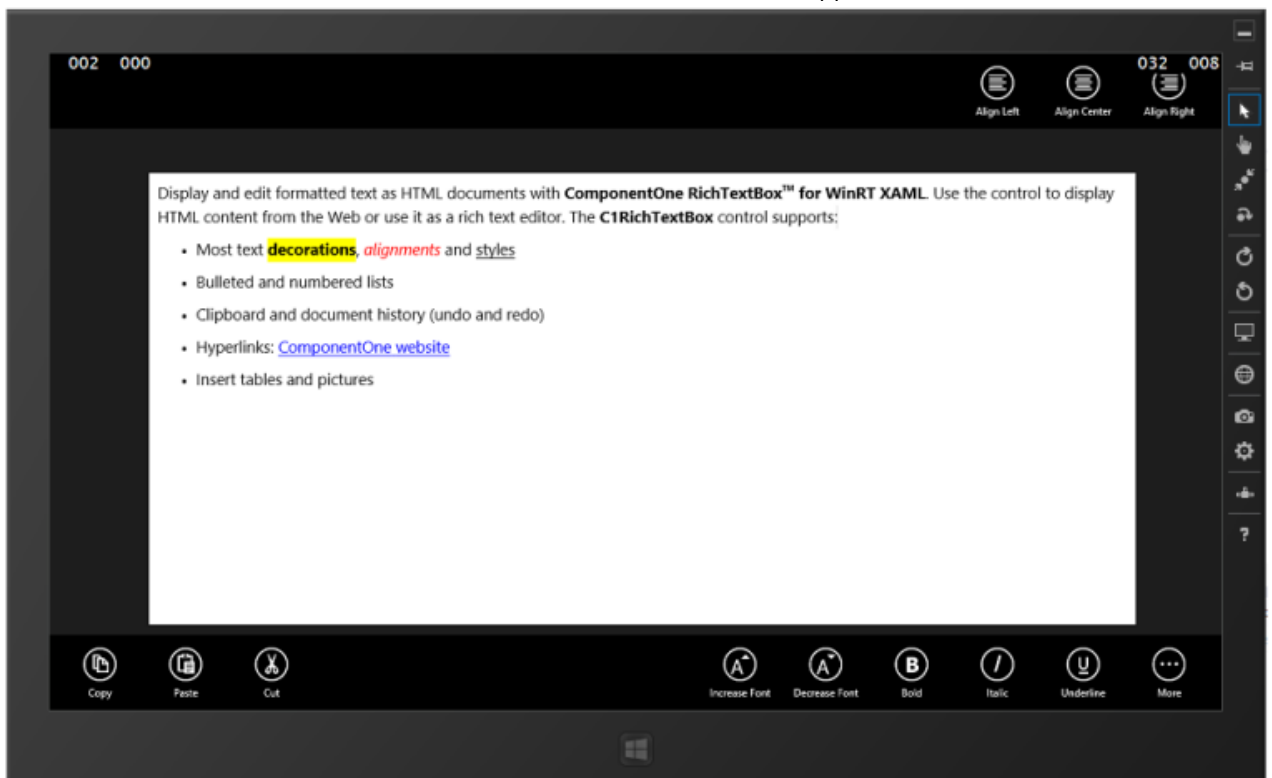 002 000
032 008
Align Left Align Center Align Right
Display and edit formatted text as HTML documents with ComponentOne RichTextBox™ for WinRT XAML. Use the control to display
HTML content from the Web or use it as a rich text editor. The C1RichTextBox control supports:
• Most text decorations, alignments and styles
• Bulleted and numbered lists
• Clipboard and document history (undo and redo)
• Hyperlinks: ComponentOne website
• Insert tables and pictures
Copy Paste Cut Increase Font Decrease Font Bold Italic Underline More